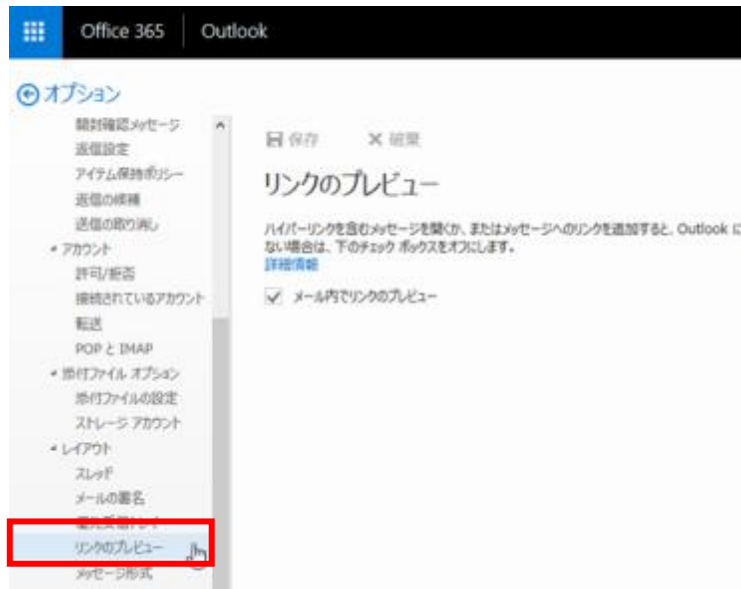 Office 365 Outlook
オプション
開封確認メッセージ
返信設定
アイテム保持ポリシー
返信の候補
送信の取り消し
アカウント
許可/拒否
接続されているアカウント
転送
POP と IMAP
添付ファイル オプション
添付ファイルの設定
ストレージ アカウント
レイアウト
スレッド
メールの署名
リンクのプレビュー
メッセージ形式
保存 破棄
リンクのプレビュー
ハイパーリンクを含むメッセージを開くか、またはメッセージへのリンクを追加すると、Outlook に
ない場合は、下のチェック ボックスをオフにします。
詳細情報
メール内でリンクのプレビュー